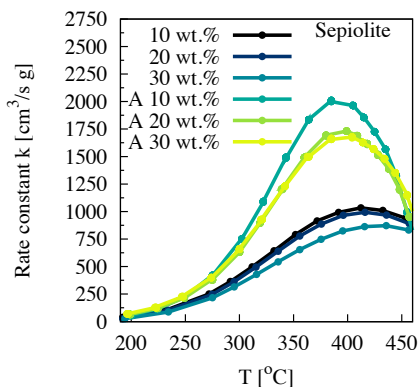 Sepiolite
10 wt.%
20 wt.%
30 wt.%
A 10 wt.%
A 20 wt.%
A 30 wt.%
Rate constant k [cm³/s g]
2750
2500
2250
2000
1750
1500
1250
1000
750
500
250
0
200 250 300 350 400 450
T [°C]